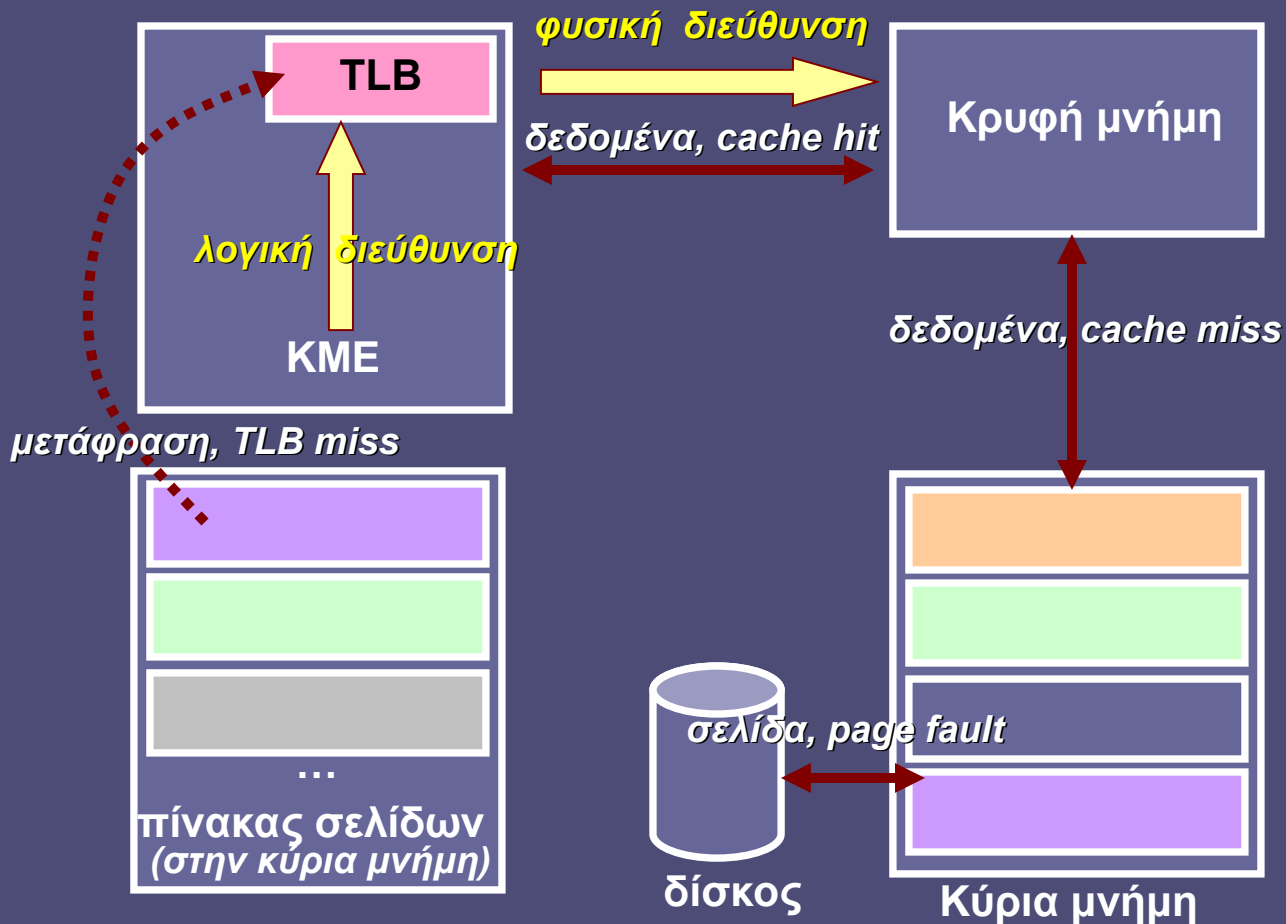 φυσική διεύθυνση
TLB
Κρυφή μνήμη
δεδομένα, cache hit
λογική διεύθυνση
ΚΜΕ
δεδομένα, cache miss
μετάφραση, TLB miss
σελίδα, page fault
...
πίνακας σελίδων
(στην κύρια μνήμη)
δίσκος
Κύρια μνήμη